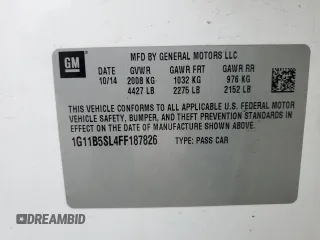 GM
MFD BY GENERAL MOTORS LLC
10/14 GVWR GAWR FRT GAWR RR
2008 KG 1032 KG 976 KG
4427 LB 2275 LB 2152 LB
THIS VEHICLE CONFORMS TO ALL APPLICABLE U.S. FEDERAL MOTOR
VEHICLE SAFETY, BUMPER, AND THEFT PREVENTION STANDARDS
IN EFFECT ON THE DATE OF MANUFACTURE SHOWN ABOVE.
1G11B5SL4FF187826 TYPE: PASS CAR
DREAMBID